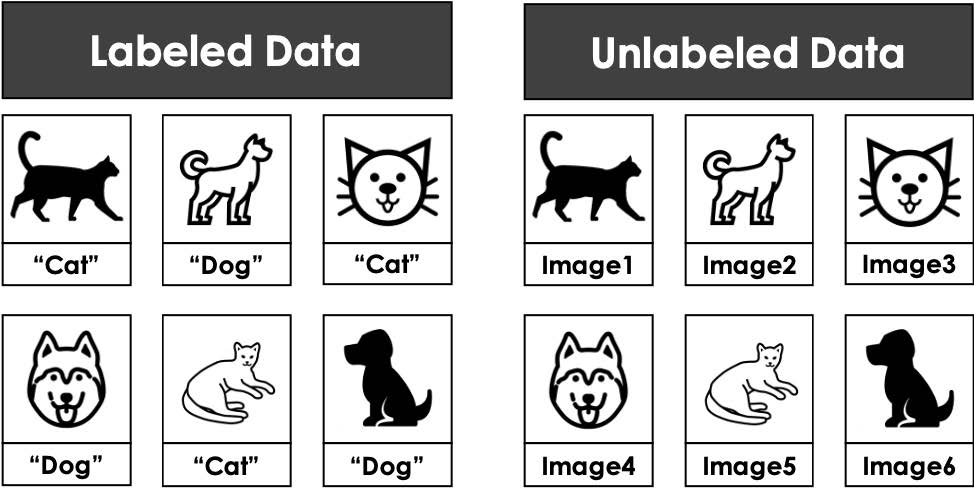 Labeled Data
Unlabeled Data
“Cat”
“Dog”
“Cat”
Image1
Image2
Image3
“Dog”
“Cat”
“Dog”
Image4
Image5
Image6